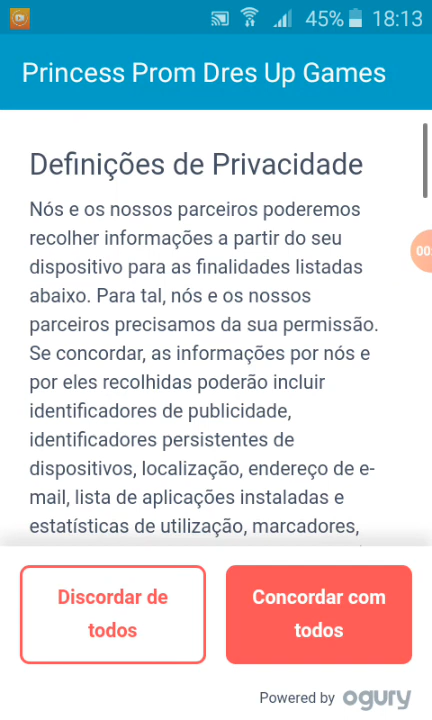 45% 18:13
Princess Prom Dres Up Games
Definições de Privacidade
Nós e os nossos parceiros poderemos
recolher informações a partir do seu
dispositivo para as finalidades listadas
abaixo. Para tal, nós e os nossos
parceiros precisamos da sua permissão.
Se concordar, as informações por nós e
por eles recolhidas poderão incluir
identificadores de publicidade,
identificadores persistentes de
dispositivos, localização, endereço de e-
mail, lista de aplicações instaladas e
estatísticas de utilização, marcadores,
Discordar de
todos
Concordar com
todos
Powered by ogury